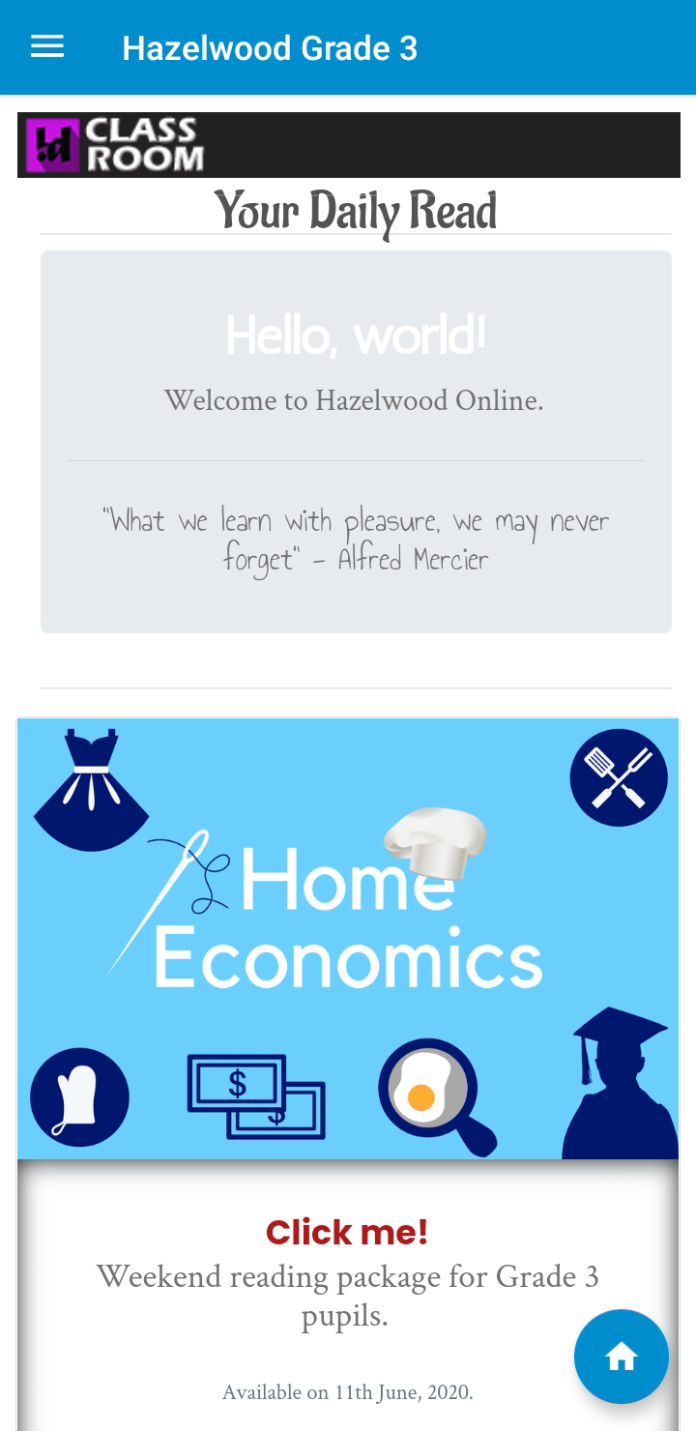 Hazelwood Grade 3
CLASS
ROOM
Your Daily Read
Hello, world!
Welcome to Hazelwood Online.
"What we learn with pleasure, we may never
forget" - Alfred Mercier
Home
Economics
$
$
Click me!
Weekend reading package for Grade 3
pupils.
Available on 11th June, 2020.